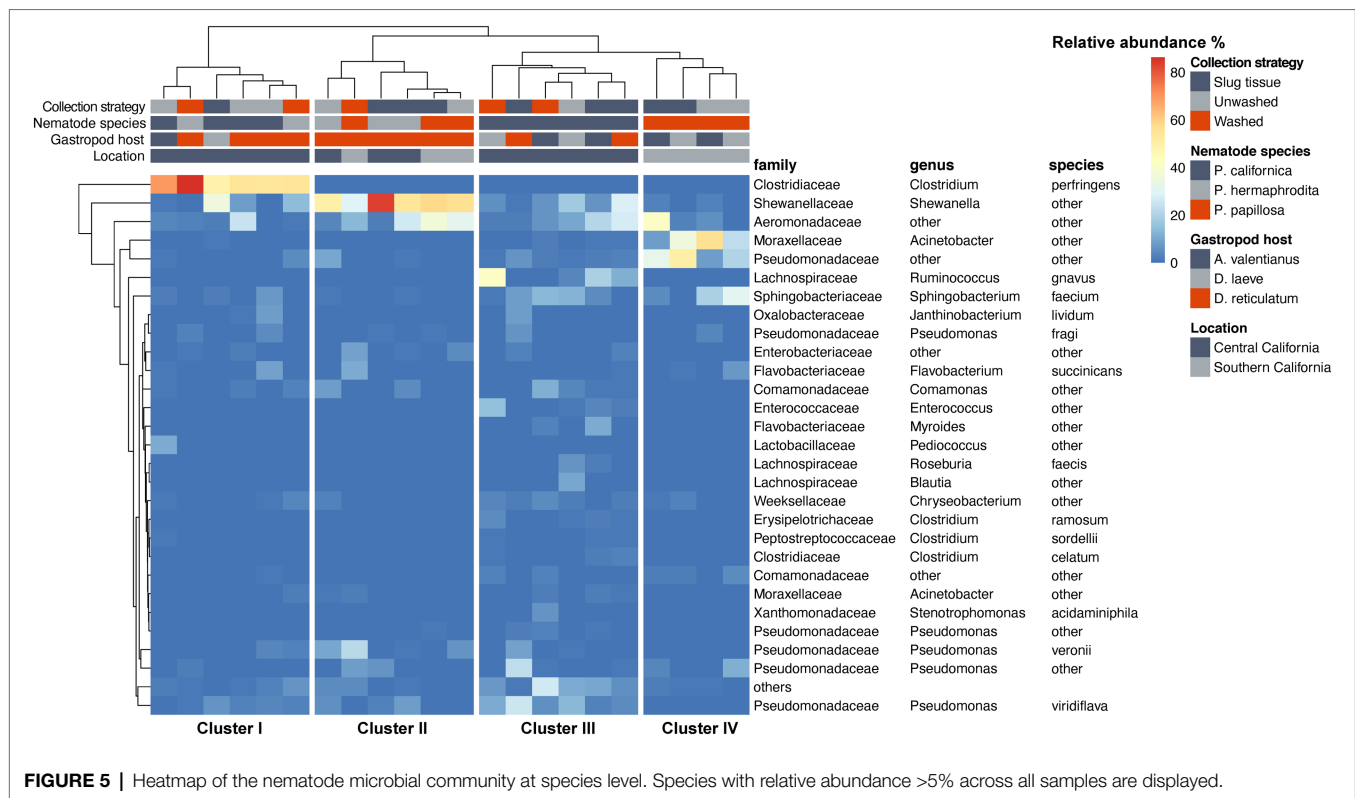 Relative abundance %
80
60
40
20
0
Collection strategy
Slug tissue
Unwashed
Washed
Nematode species
P. californica
P. hermaphrodita
P. papillosa
Gastropod host
A. valentianus
D. laeve
D. reticulatum
Location
Central California
Southern California
Collection strategy
Nematode species
Gastropod host
Location
family genus species
Clostridiaceae Clostridium perfringens
Shewanellaceae Shewanella other
Aeromonadaceae other other
Moraxellaceae Acinetobacter other
Pseudomonadaceae other other
Lachnospiraceae Ruminococcus gnavus
Sphingobacteriaceae Sphingobacterium faecium
Oxalobacteraceae Janthinobacterium lividum
Pseudomonadaceae Pseudomonas fragi
Enterobacteriaceae other other
Flavobacteriaceae Flavobacterium succinicans
Comamonadaceae Comamonas other
Enterococcaceae Enterococcus other
Flavobacteriaceae Myroides other
Lactobacillaceae Pediococcus other
Lachnospiraceae Roseburia faecis
Lachnospiraceae Blautia other
Weeksellaceae Chryseobacterium other
Erysipelotrichaceae Clostridium ramosum
Peptostreptococcaceae Clostridium sordellii
Clostridiaceae Clostridium celatum
Comamonadaceae other other
Moraxellaceae Acinetobacter other
Xanthomonadaceae Stenotrophomonas acidaminiphila
Pseudomonadaceae Pseudomonas other
Pseudomonadaceae Pseudomonas veronii
Pseudomonadaceae Pseudomonas other
others
Pseudomonadaceae Pseudomonas viridiflava
Cluster I Cluster II Cluster III Cluster IV
FIGURE 5 | Heatmap of the nematode microbial community at species level. Species with relative abundance >5% across all samples are displayed.